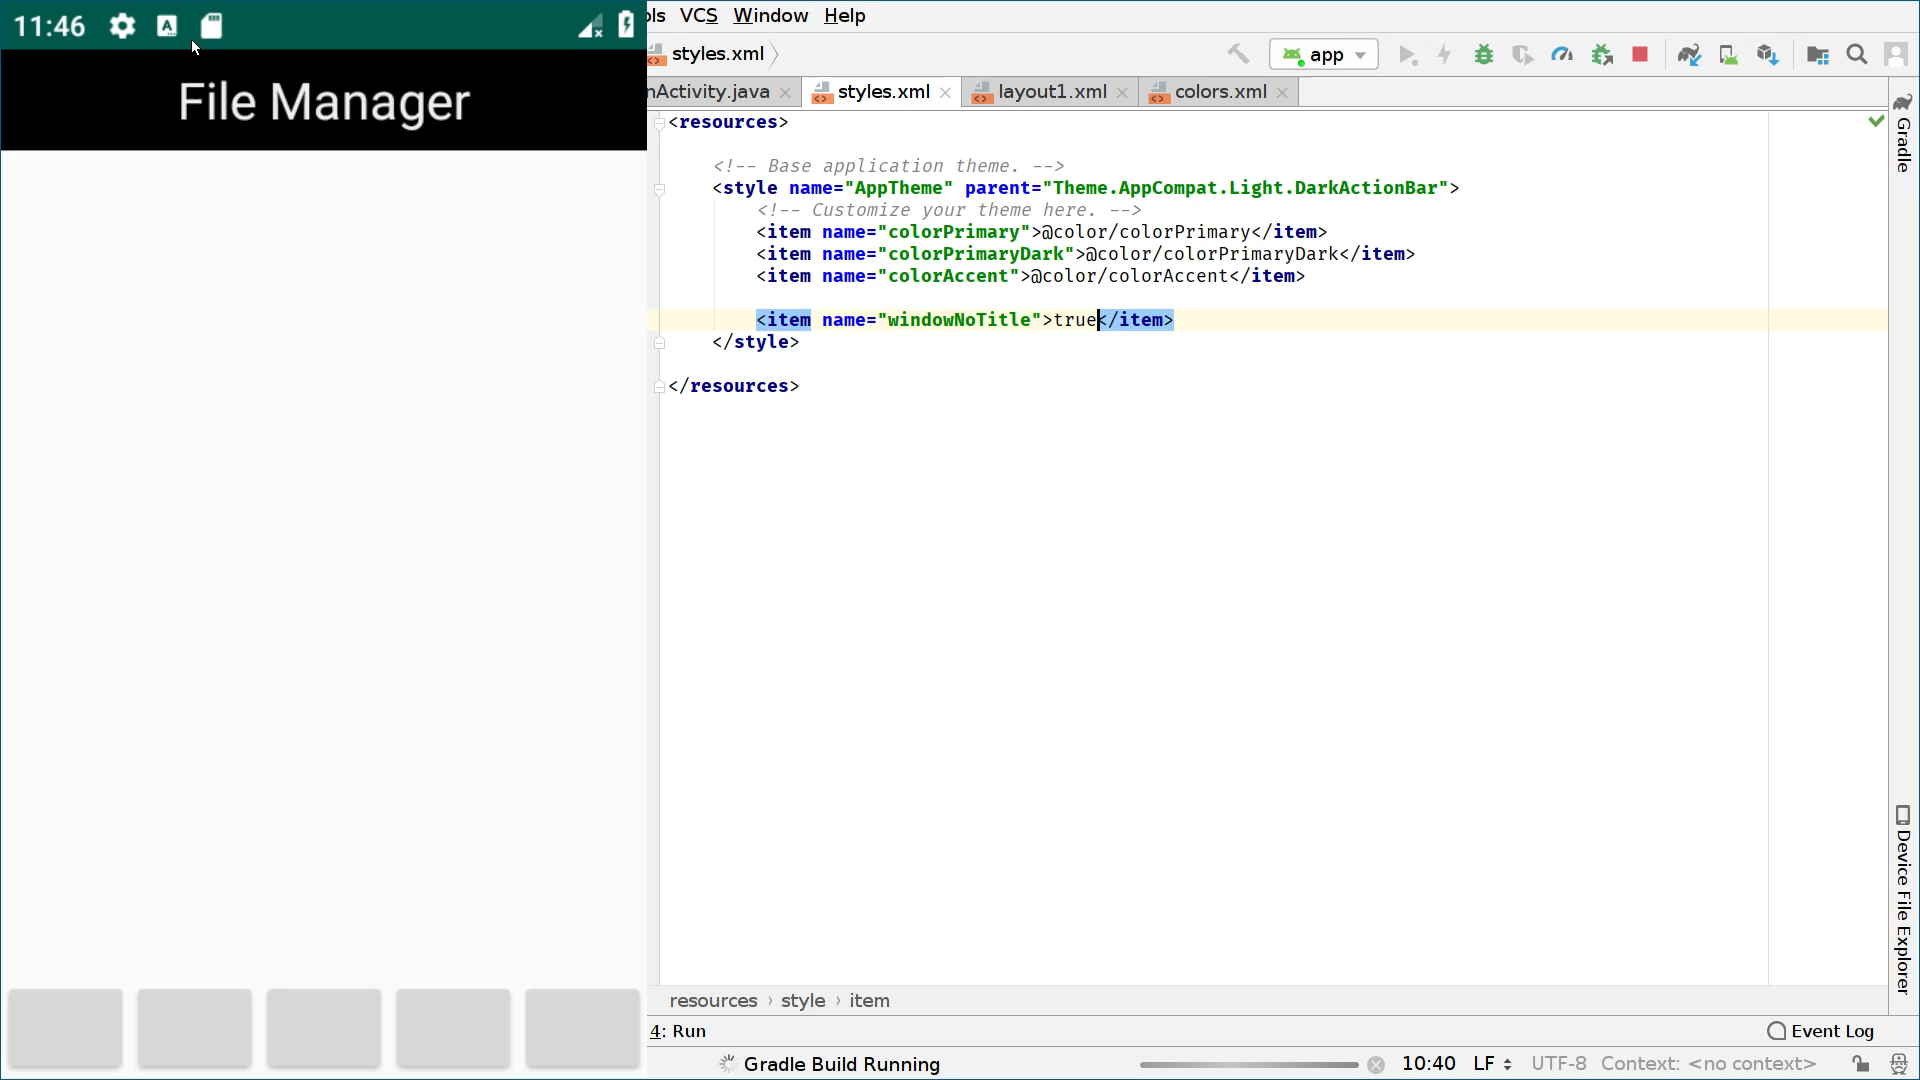 11:46
File Manager
ols VCS Window Help
styles.xml
app
nActivity.java
styles.xml
layout1.xml
colors.xml
<resources>
<!-- Base application theme. -->
<style name="AppTheme" parent="Theme.AppCompat.Light.DarkActionBar">
<!-- Customize your theme here. -->
<item name="colorPrimary">@color/colorPrimary</item>
<item name="colorPrimaryDark">@color/colorPrimaryDark</item>
<item name="colorAccent">@color/colorAccent</item>
<item name="windowNoTitle">true</item>
</style>
</resources>
Gradle
Device File Explorer
resources › style › item
4: Run
Event Log
Gradle Build Running
10:40 LF UTF-8 Context: <no context>